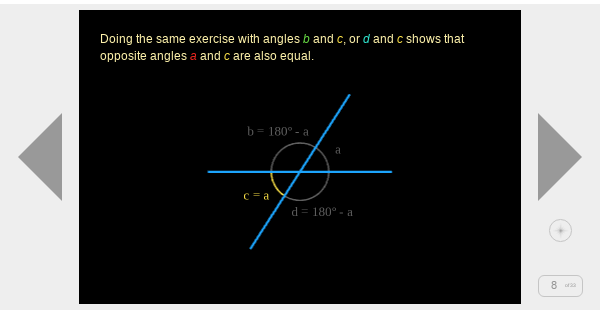 Doing the same exercise with angles b and c, or d and c shows that
opposite angles a and c are also equal.
b = 180° - a
a
c = a
d = 180° - a
8